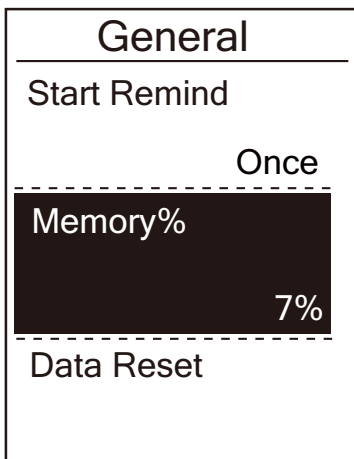 General
Start Remind
Once
Memory%
7%
Data Reset